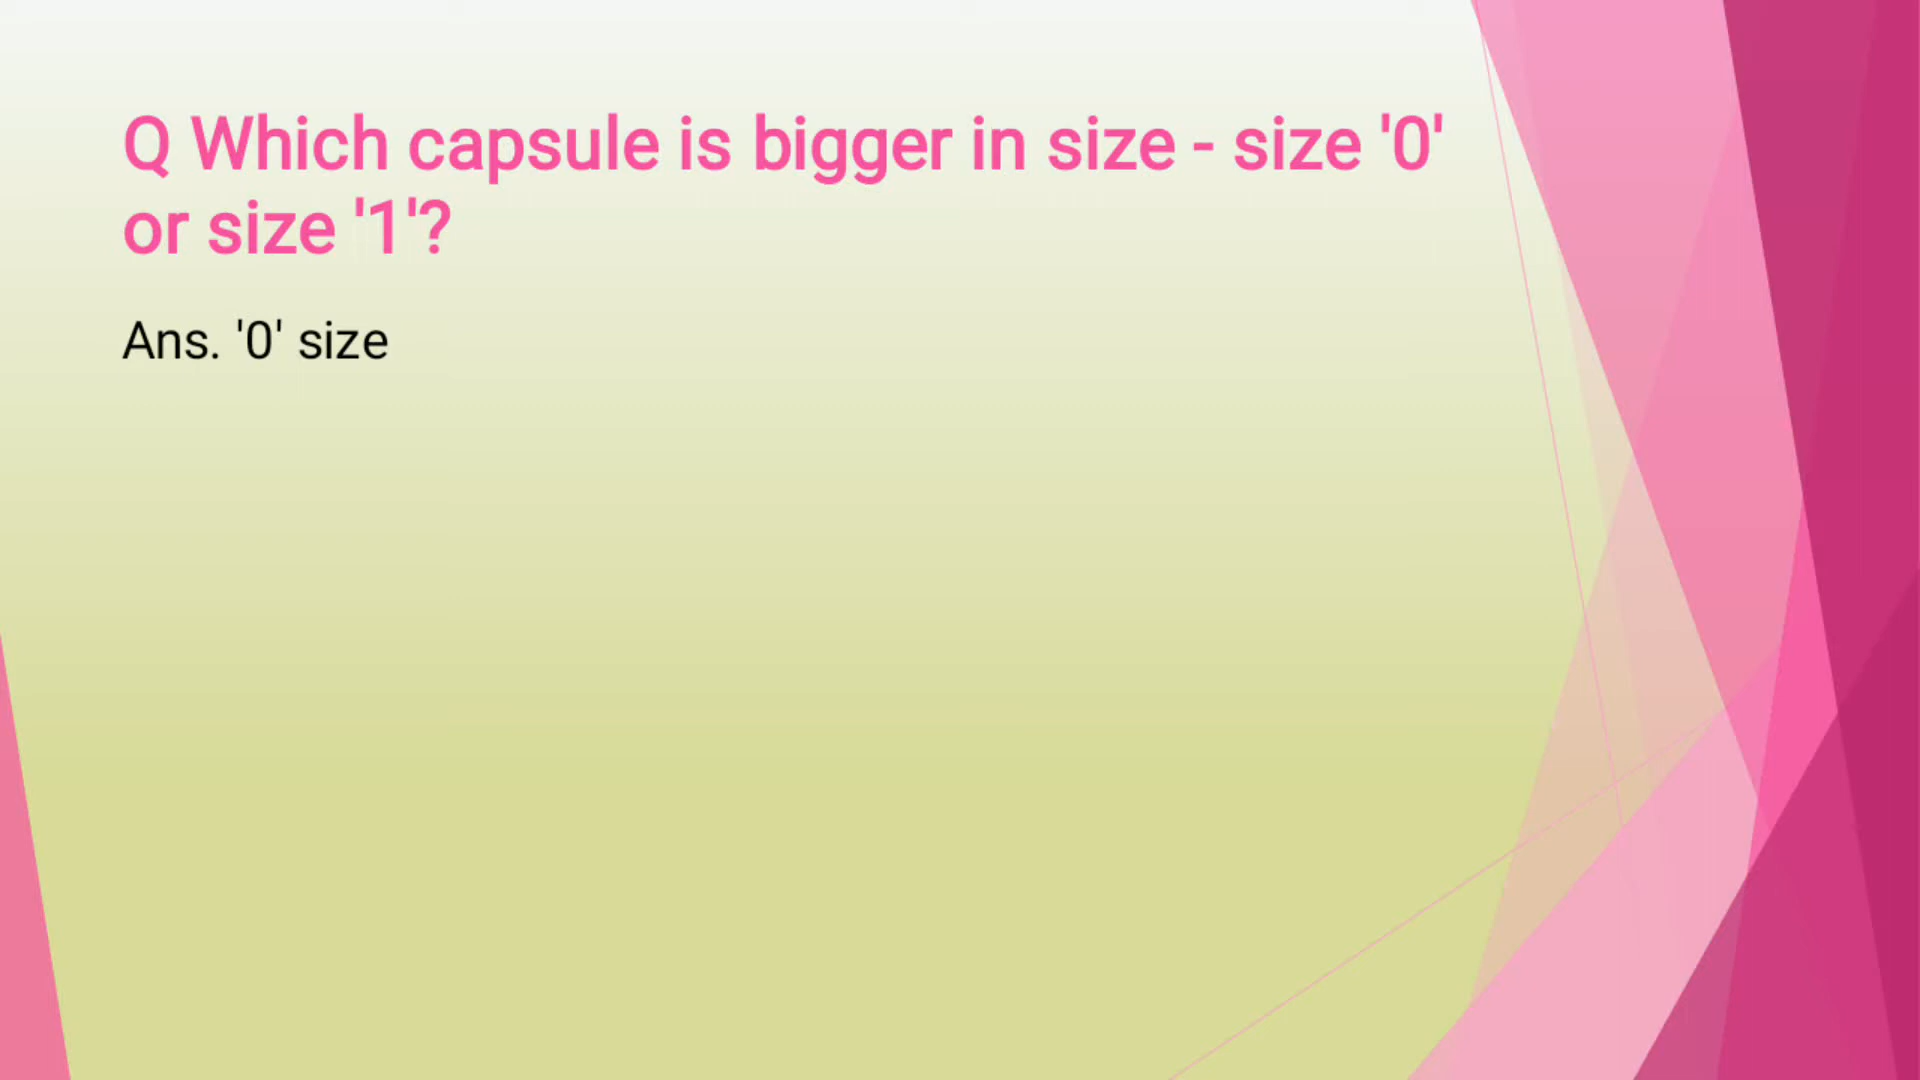 Q Which capsule is bigger in size - size '0'
or size '1'?
Ans. '0' size